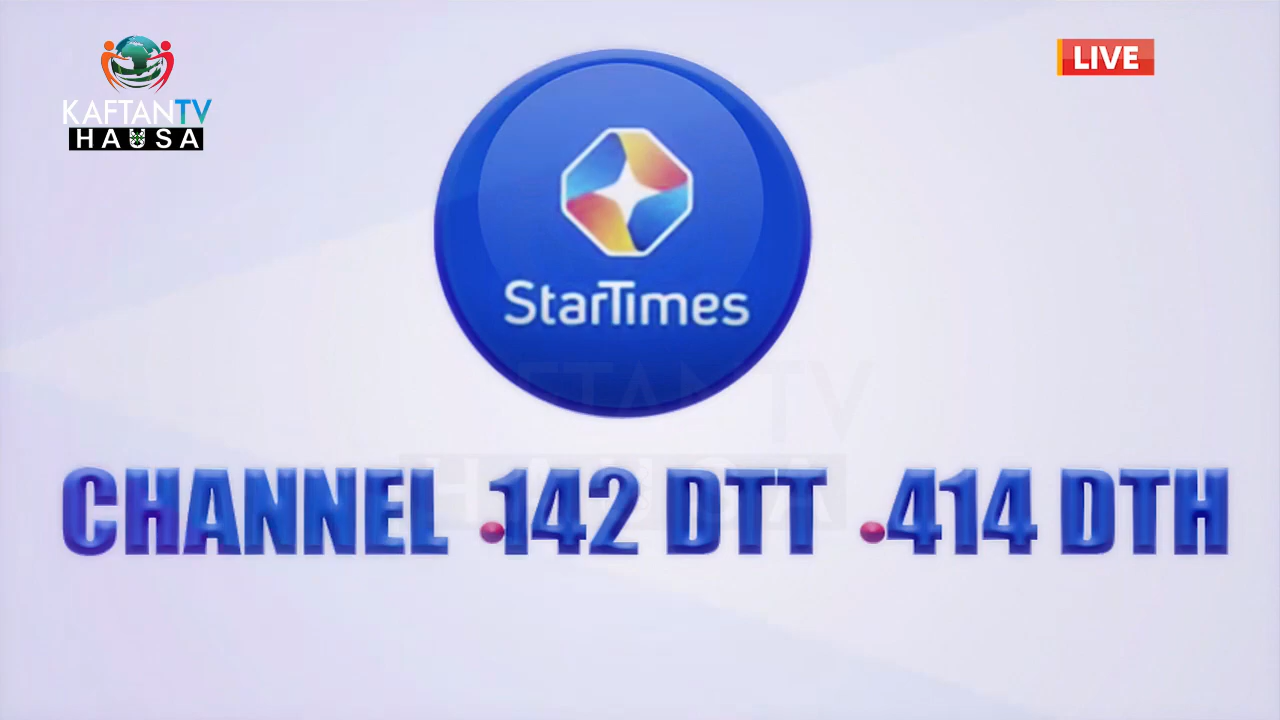 KAFTANTV
HAUSA
LIVE
StarTimes
CHANNEL .142 DTT .414 DTH